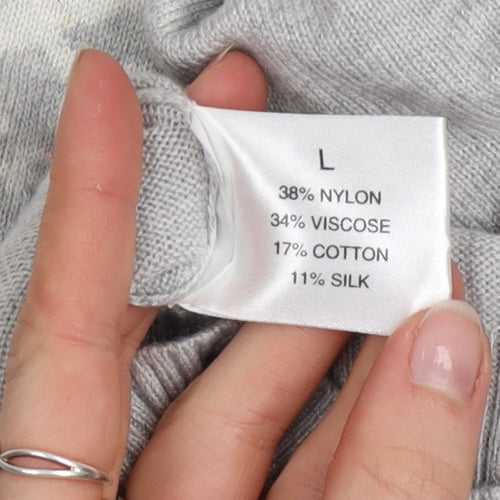 L
38% NYLON
34% VISCOSE
17% COTTON
11% SILK